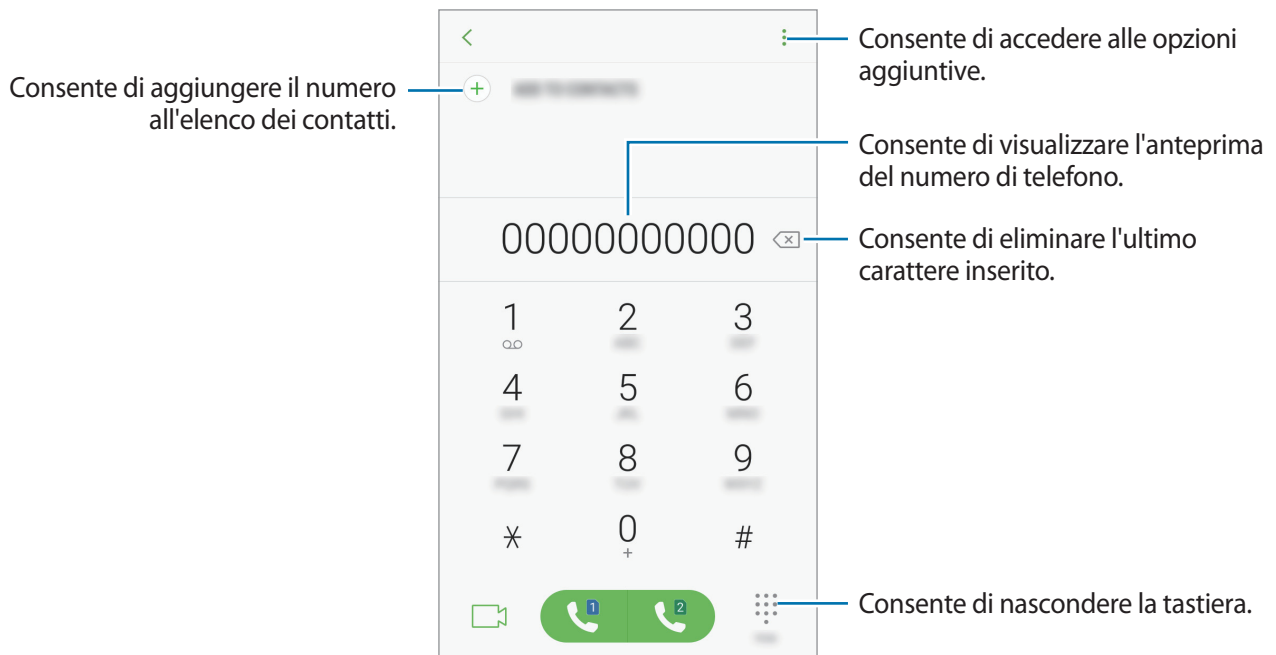 Consente di accedere alle opzioni
aggiuntive.
Consente di aggiungere il numero
all'elenco dei contatti.
Consente di visualizzare l'anteprima
del numero di telefono.
00000000000
Consente di eliminare l'ultimo
carattere inserito.
1 2 3
4 5 6
7 8 9
* 0 #
+
1 2
Consente di nascondere la tastiera.